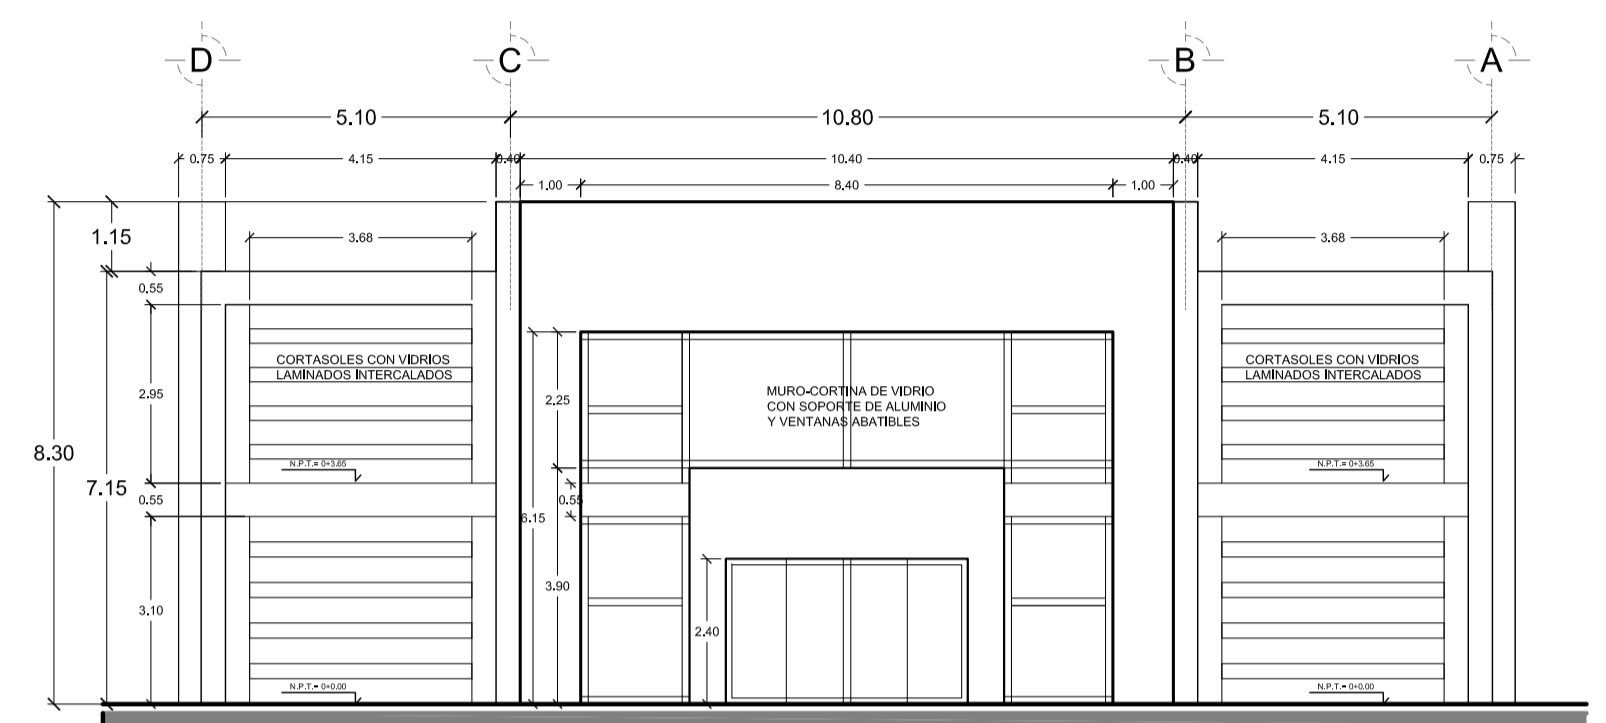 D C B A
5.10 10.80 5.10
0.75 4.15 0.40 10.40 0.40 4.15 0.75
1.00 8.40 1.00
1.15 3.68 3.68
0.55
CORTASOLES CON VIDRIOS
LAMINADOS INTERCALADOS
CORTASOLES CON VIDRIOS
LAMINADOS INTERCALADOS
2.95 2.25
MURO-CORTINA DE VIDRIO
CON SOPORTE DE ALUMINIO
Y VENTANAS ABATIBLES
8.30
N.P.T.= 0+3.65 N.P.T.= 0+3.65
7.15 0.55 0.55
6.15
3.90
3.10
2.40
N.P.T.= 0+0.00 N.P.T.= 0+0.00